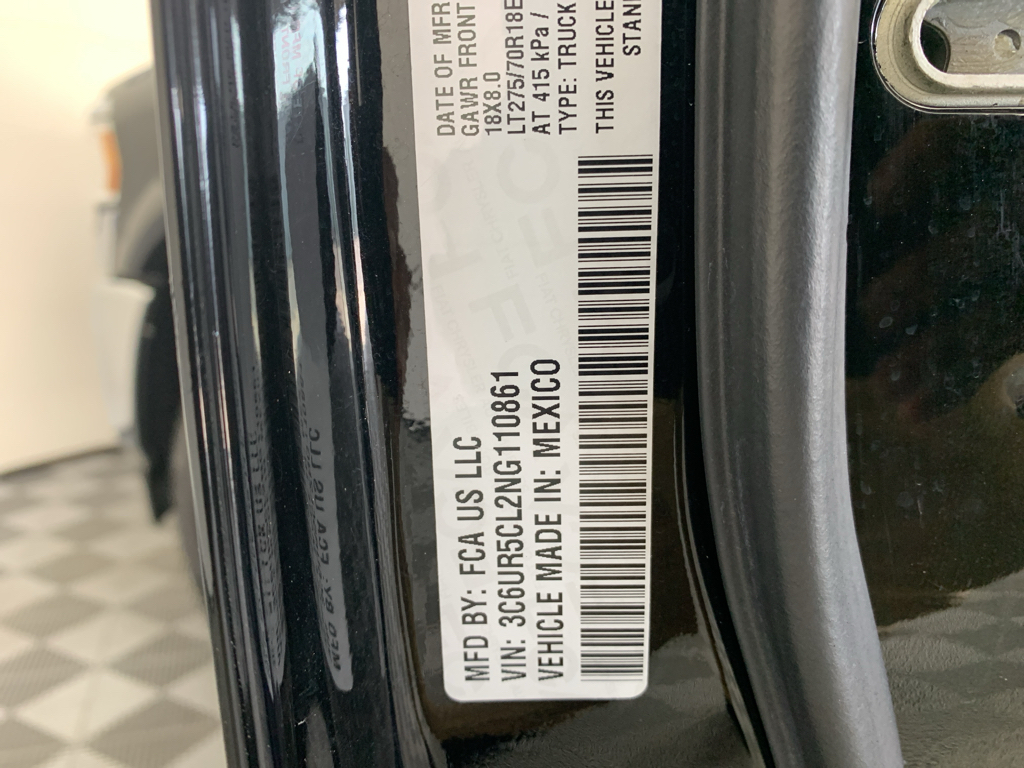 MFD BY: FCA US LLC
VIN: 3C6UR5CL2NG110861
VEHICLE MADE IN: MEXICO
DATE OF MFR
GAWR FRONT
18X8.0
LT275/70R18E
AT 415 kPa /
TYPE: TRUCK
THIS VEHICLE